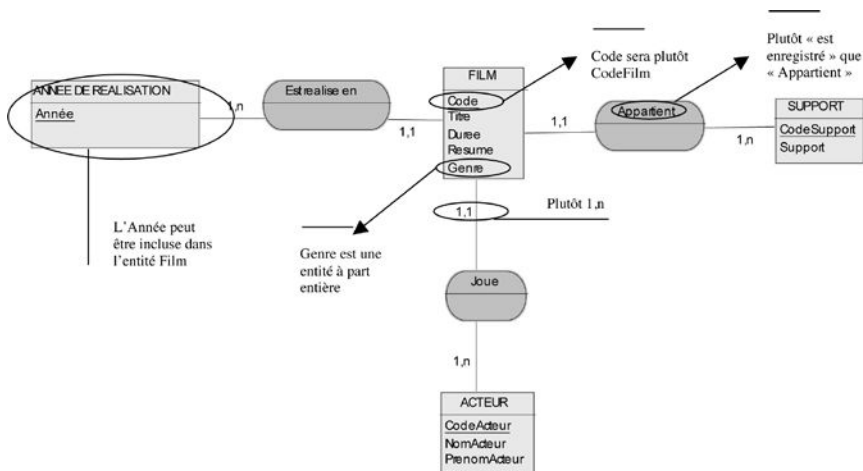 ANNEE DE REALISATION
Année
1,n
Est realise en
1,1
FILM
Code
Titre
Duree
Resume
Genre
Code sera plutôt
CodeFilm
Plutôt « est
enregistré » que
« Appartient »
1,1
Appartient
1,n
SUPPORT
CodeSupport
Support
L'Année peut
être incluse dans
l'entité Film
Genre est une
entité à part
entière
1,1
Plutôt 1,n
Joue
1,n
ACTEUR
CodeActeur
NomActeur
PrenomActeur